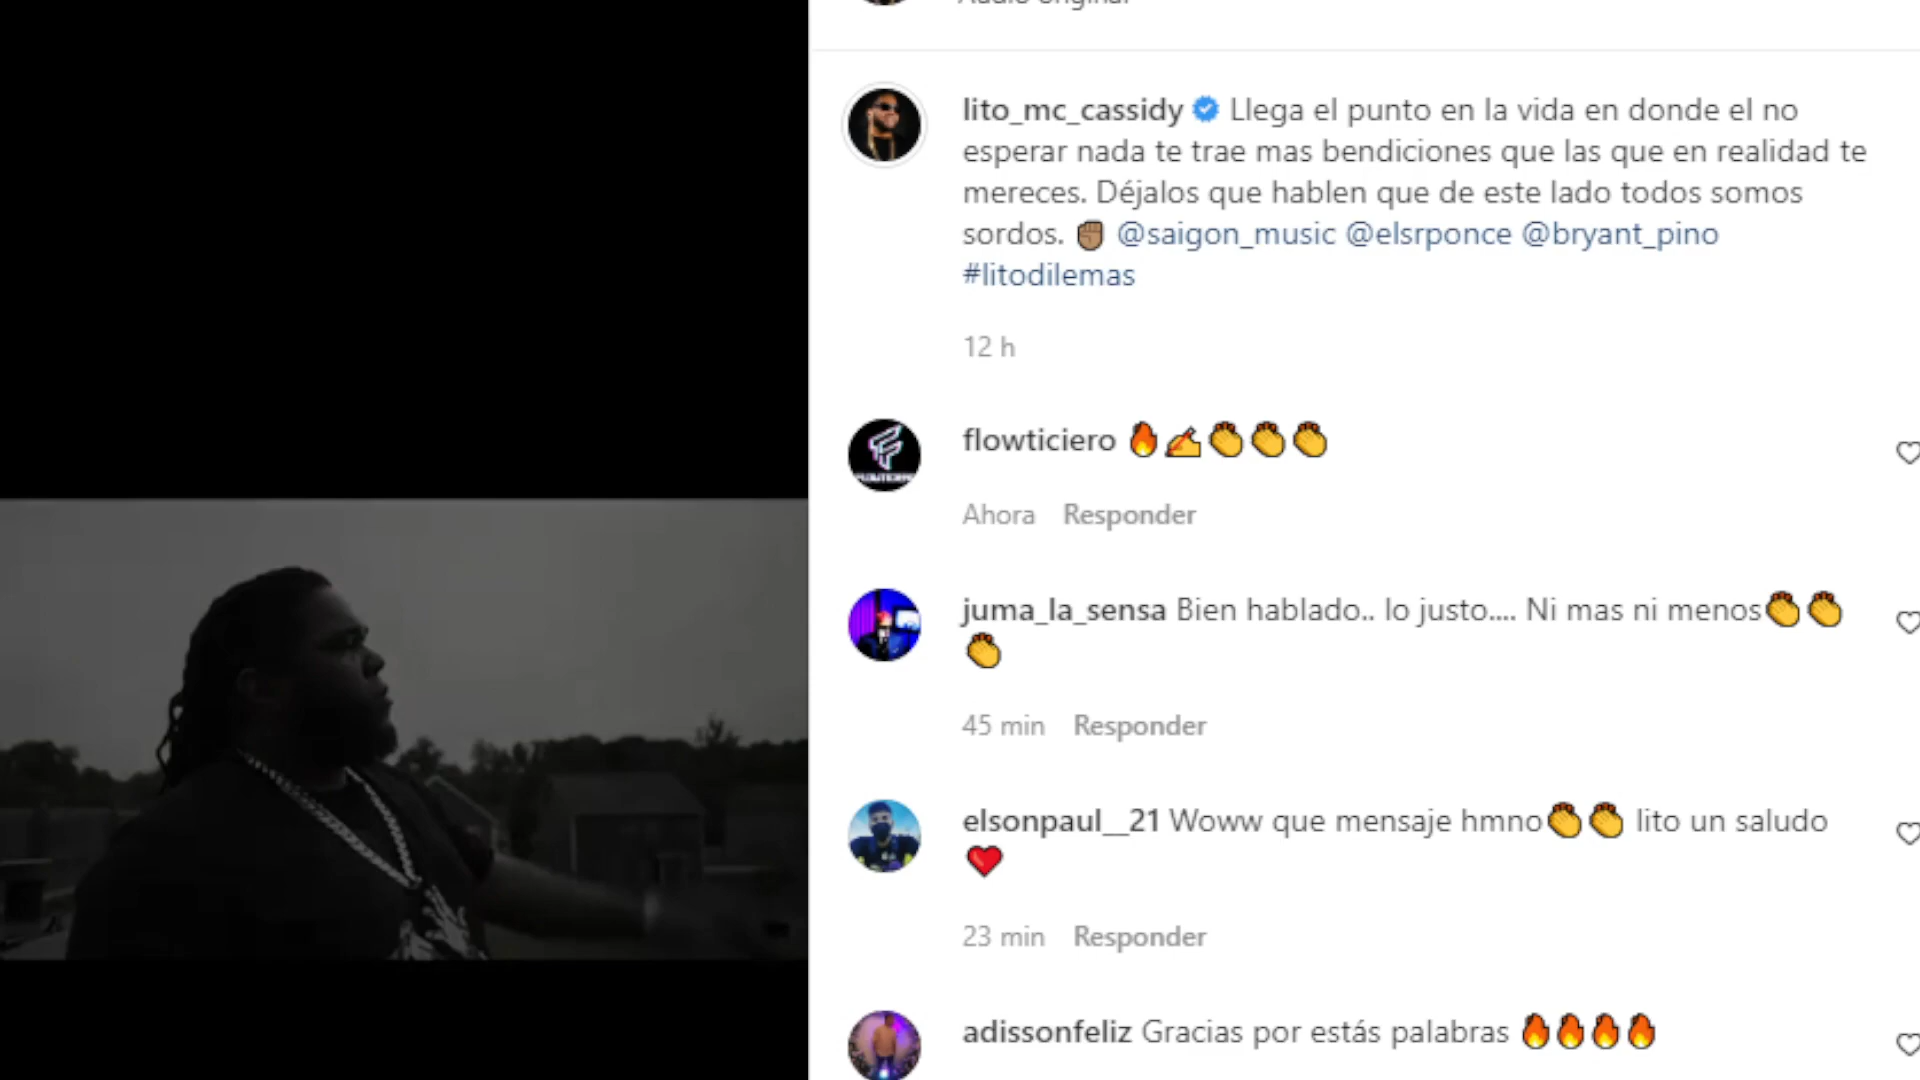 Audio original
lito_mc_cassidy Llega el punto en la vida en donde el no
esperar nada te trae mas bendiciones que las que en realidad te
mereces. Déjalos que hablen que de este lado todos somos
sordos. ✊🏾 @saigon_music @elsrponce @bryant_pino
#litodilemas
12 h
flowticiero 🔥✍️👏👏👏
Ahora Responder
juma_la_sensa Bien hablado.. lo justo.... Ni mas ni menos👏👏
👏
45 min Responder
elsonpaul__21 Woww que mensaje hmno👏👏 lito un saludo
❤️
23 min Responder
adissonfeliz Gracias por estás palabras 🔥🔥🔥🔥